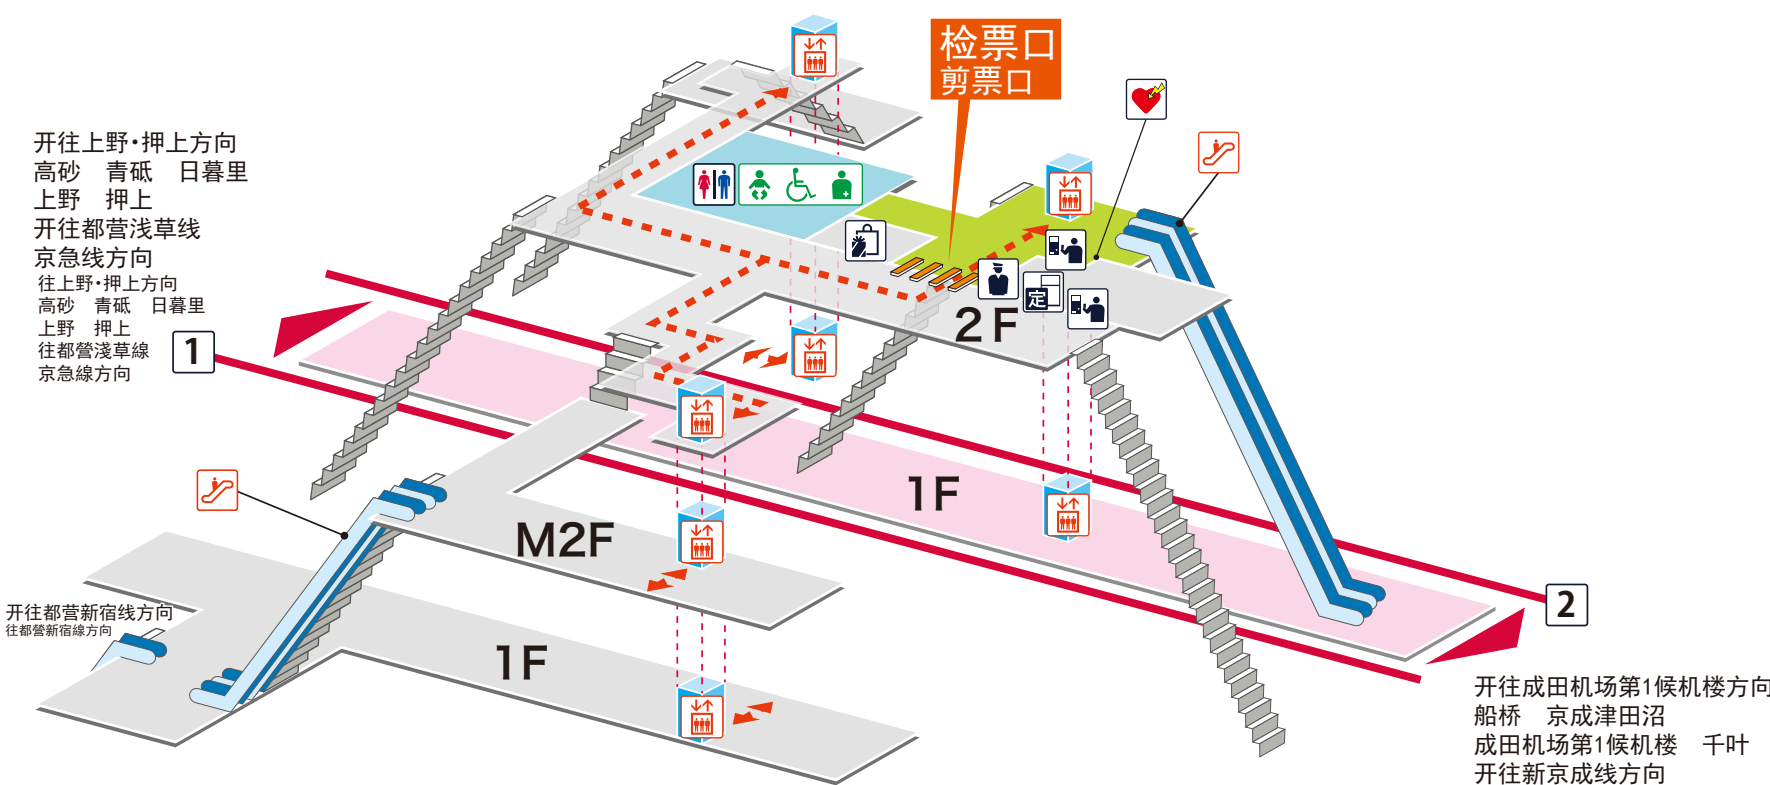 检票口
剪票口
开往上野·押上方向
高砂　青砥　日暮里
上野　押上
开往都营浅草线
京急线方向
往上野·押上方向
高砂　青砥　日暮里
上野　押上
往都營淺草線
京急線方向
1
定
2F
1F
M2F
开往都营新宿线方向
往都營新宿線方向
1F
2
开往成田机场第1候机楼方向
船桥　京成津田沼
成田机场第1候机楼　千叶
开往新京成线方向